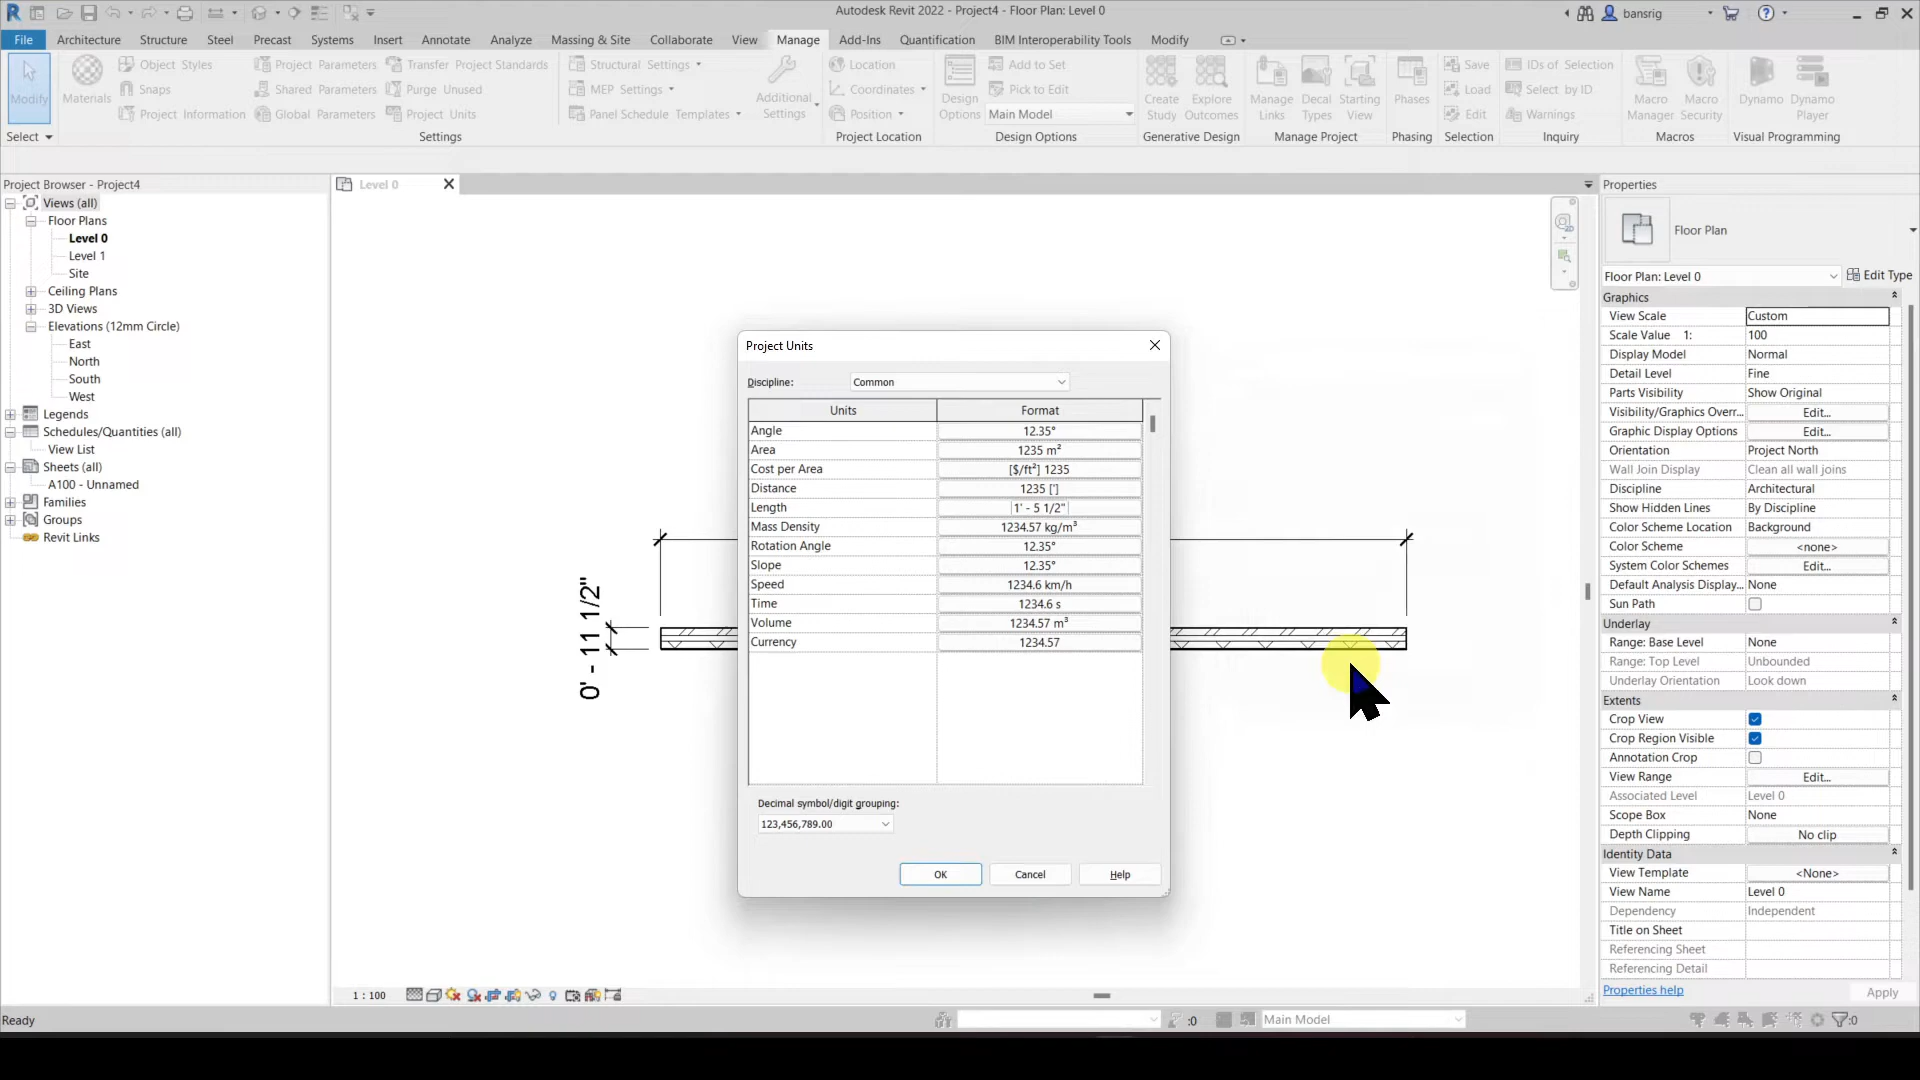 Autodesk Revit 2022 - Project4 - Floor Plan: Level 0
bansrig
File Architecture Structure Steel Precast Systems Insert Annotate Analyze Massing & Site Collaborate View Manage Add-Ins Quantification BIM Interoperability Tools Modify
Modify
Materials
Object Styles
Snaps
Project Information
Project Parameters
Shared Parameters
Global Parameters
Transfer Project Standards
Purge Unused
Project Units
Structural Settings
MEP Settings
Panel Schedule Templates
Additional Settings
Location
Coordinates
Position
Design Options
Add to Set
Pick to Edit
Main Model
Create Study
Explore Outcomes
Manage Links
Decal Types
Starting View
Phases
Save
Load
Edit
IDs of Selection
Select by ID
Warnings
Macro Manager
Macro Security
Dynamo
Dynamo Player
Select Settings Project Location Design Options Generative Design Manage Project Phasing Selection Inquiry Macros Visual Programming
Project Browser - Project4
Views (all)
Floor Plans
Level 0
Level 1
Site
Ceiling Plans
3D Views
Elevations (12mm Circle)
East
North
South
West
Legends
Schedules/Quantities (all)
View List
Sheets (all)
A100 - Unnamed
Families
Groups
Revit Links
Level 0
0' - 11 1/2"
Project Units
Discipline: Common
Units Format
Angle 12.35°
Area 1235 m²
Cost per Area [$/ft²] 1235
Distance 1235 [']
Length 1' - 5 1/2"
Mass Density 1234.57 kg/m³
Rotation Angle 12.35°
Slope 12.35°
Speed 1234.6 km/h
Time 1234.6 s
Volume 1234.57 m³
Currency 1234.57
Decimal symbol/digit grouping:
123,456,789.00
OK Cancel Help
Properties
Floor Plan
Floor Plan: Level 0 Edit Type
Graphics
View Scale Custom
Scale Value 1: 100
Display Model Normal
Detail Level Fine
Parts Visibility Show Original
Visibility/Graphics Overr... Edit...
Graphic Display Options Edit...
Orientation Project North
Wall Join Display Clean all wall joins
Discipline Architectural
Show Hidden Lines By Discipline
Color Scheme Location Background
Color Scheme <none>
System Color Schemes Edit...
Default Analysis Display... None
Sun Path
Underlay
Range: Base Level None
Range: Top Level Unbounded
Underlay Orientation Look down
Extents
Crop View
Crop Region Visible
Annotation Crop
View Range Edit...
Associated Level Level 0
Scope Box None
Depth Clipping No clip
Identity Data
View Template <None>
View Name Level 0
Dependency Independent
Title on Sheet
Referencing Sheet
Referencing Detail
Properties help Apply
1 : 100
Ready
:0
Main Model
:0